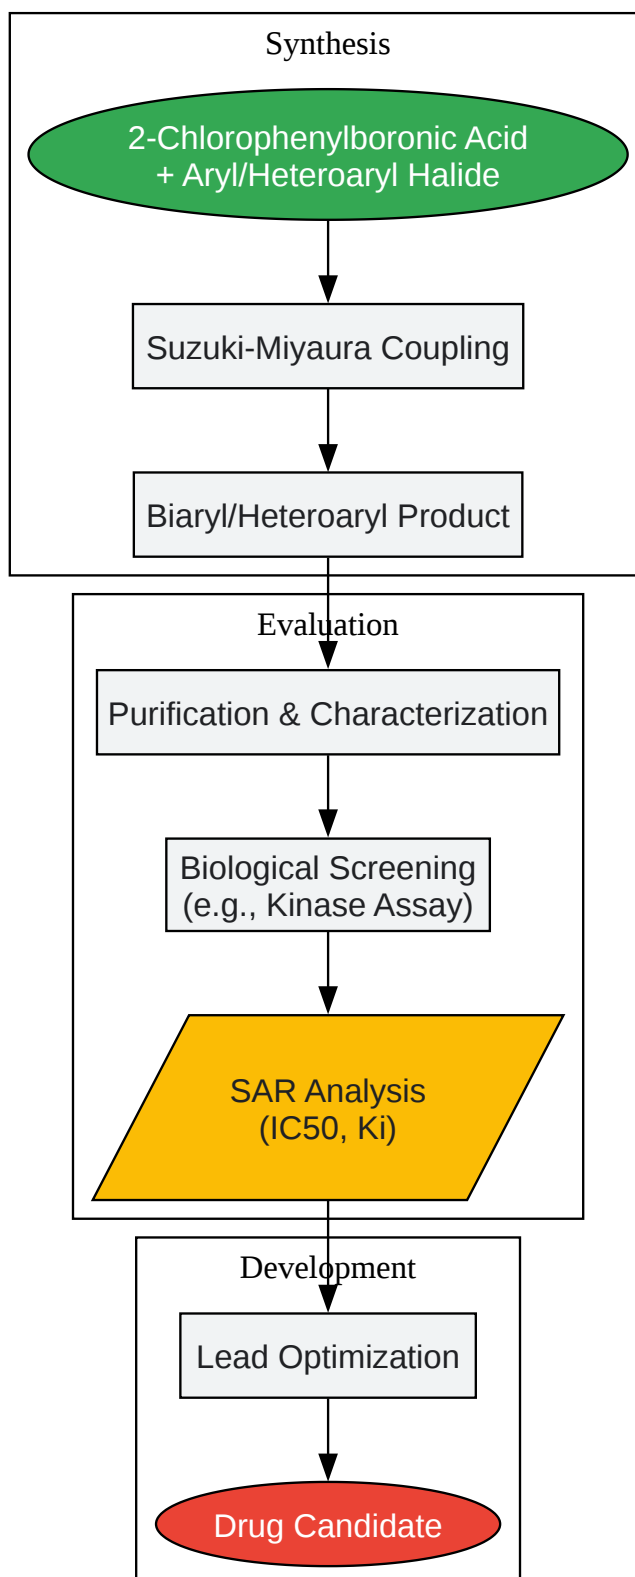 Synthesis
2-Chlorophenylboronic Acid
+ Aryl/Heteroaryl Halide
Suzuki-Miyaura Coupling
Biaryl/Heteroaryl Product
Evaluation
Purification & Characterization
Biological Screening
(e.g., Kinase Assay)
SAR Analysis
(IC50, Ki)
Development
Lead Optimization
Drug Candidate